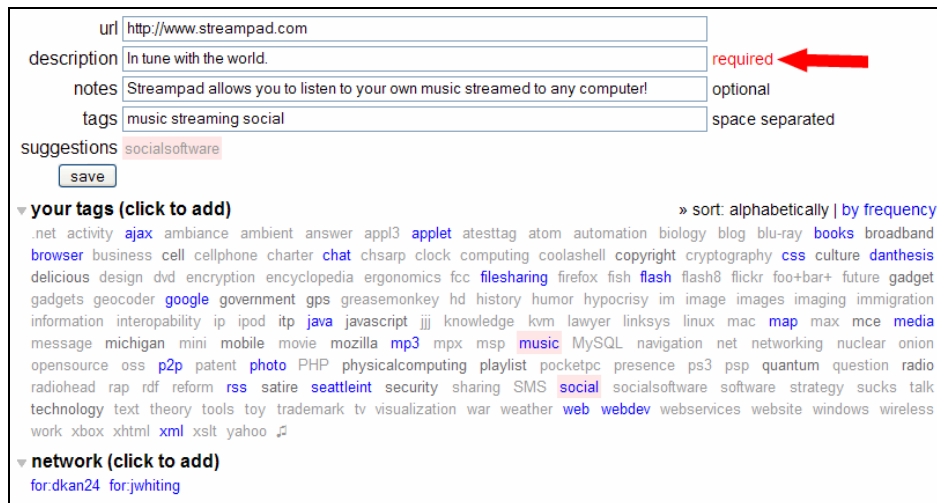 url http://www.streampad.com
description In tune with the world. required
notes Streampad allows you to listen to your own music streamed to any computer! optional
tags music streaming social space separated
suggestions socialsoftware
save
your tags (click to add) » sort: alphabetically | by frequency
.net activity ajax ambiance ambient answer appl3 applet atesttag atom automation biology blog blu-ray books broadband
browser business cell cellphone charter chat chsarp clock computing coolashell copyright cryptography css culture danthesis
delicious design dvd encryption encyclopedia ergonomics fcc filesharing firefox fish flash flash8 flickr foo+bar+ future gadget
gadgets geocoder google government gps greasemonkey hd history humor hypocrisy im image images imaging immigration
information interopability ip ipod itp java javascript jjj knowledge kvm lawyer linksys linux mac map max mce media
message michigan mini mobile movie mozilla mp3 mpx msp music MySQL navigation net networking nuclear onion
opensource oss p2p patent photo PHP physicalcomputing playlist pocketpc presence ps3 psp quantum question radio
radiohead rap rdf reform rss satire seattleint security sharing SMS social socialsoftware software strategy sucks talk
technology text theory tools toy trademark tv visualization war weather web webdev webservices website windows wireless
work xbox xhtml xml xslt yahoo ♫
network (click to add)
for:dkan24 for:jwhiting